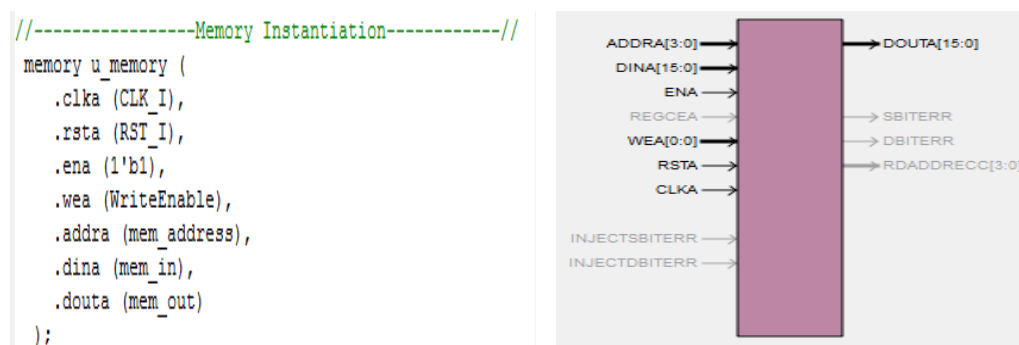 //-----------------Memory Instantiation------------//
memory u_memory (
.clka (CLK_I),
.rsta (RST_I),
.ena (1'b1),
.wea (WriteEnable),
.addra (mem_address),
.dina (mem_in),
.douta (mem_out)
);
ADDRA[3:0]
DINA[15:0]
ENA
REGCEA
WEA[0:0]
RSTA
CLKA
INJECTSBITERR
INJECTDBITERR
DOUTA[15:0]
SBITERR
DBITERR
RDADDRECC[3:0]